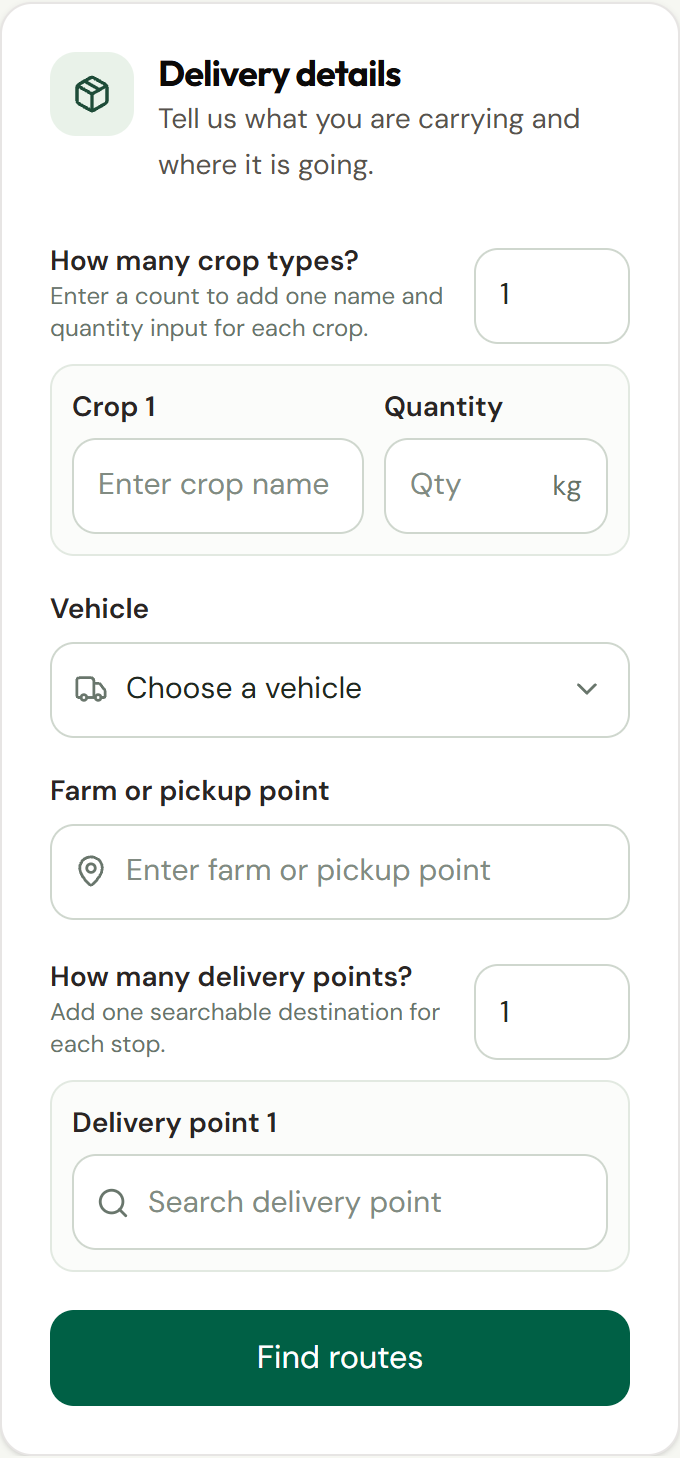 Delivery details
Tell us what you are carrying and
where it is going.
How many crop types?
Enter a count to add one name and
quantity input for each crop.
1
Crop 1
Quantity
Enter crop name
Qty
kg
Vehicle
Choose a vehicle
Farm or pickup point
Enter farm or pickup point
How many delivery points?
Add one searchable destination for
each stop.
1
Delivery point 1
Search delivery point
Find routes